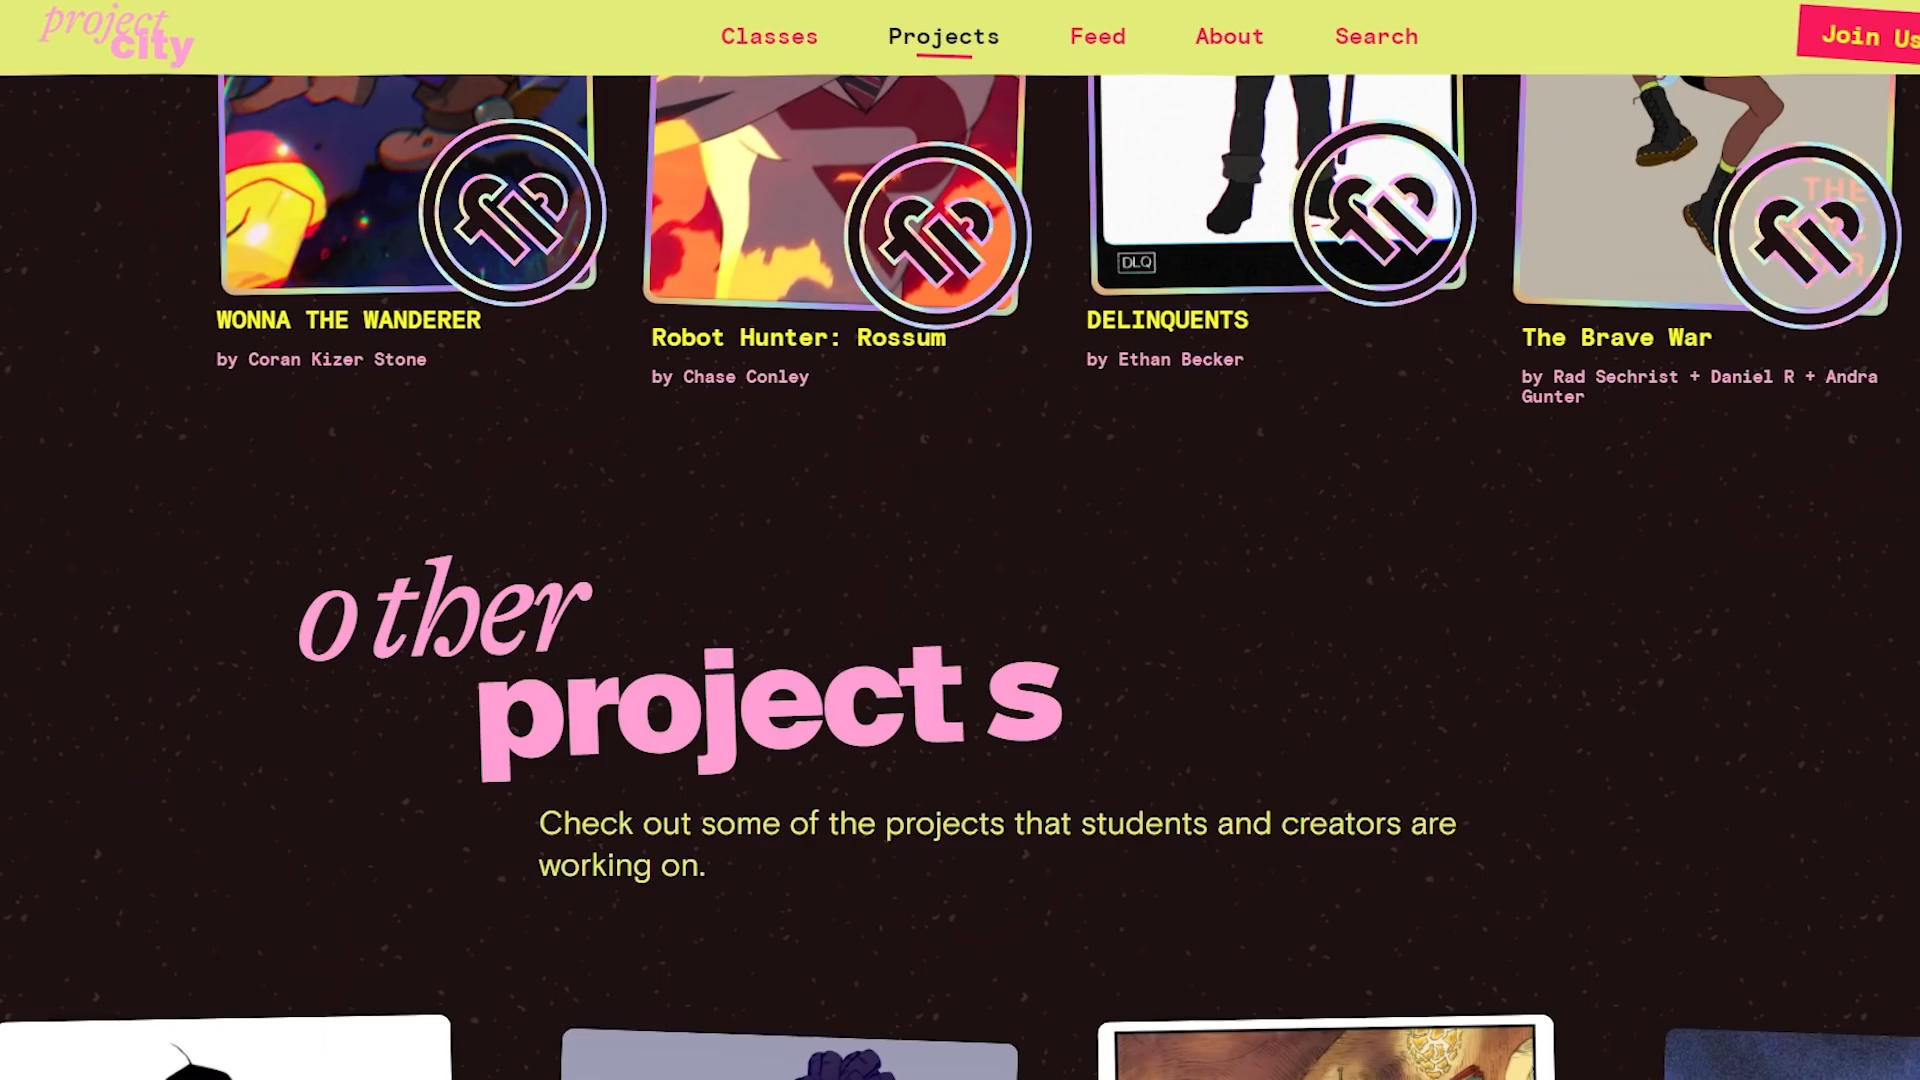 project
city
Classes
Projects
Feed
About
Search
Join Us
DLQ
THE
WONNA THE WANDERER
by Coran Kizer Stone
Robot Hunter: Rossum
by Chase Conley
DELINQUENTS
by Ethan Becker
The Brave War
by Rad Sechrist + Daniel R + Andra
Gunter
other
projects
Check out some of the projects that students and creators are
working on.